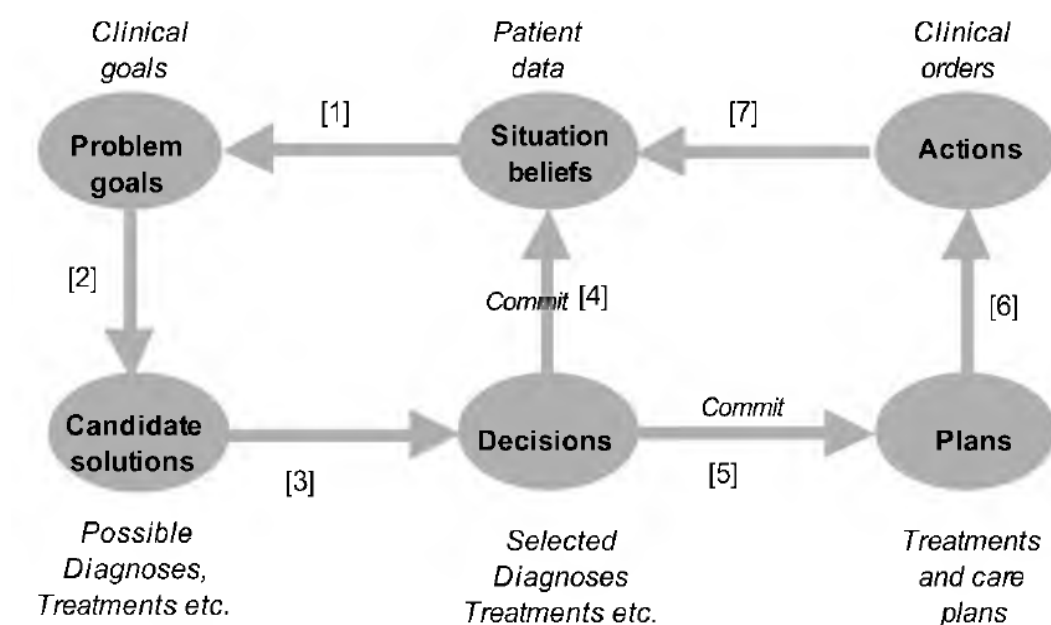 Clinical
goals
Patient
data
Clinical
orders
[1]
[7]
Problem
goals
Situation
beliefs
Actions
[2]
Commit
[4]
[6]
Candidate
solutions
[3]
Decisions
Commit
[5]
Plans
Possible
Diagnoses,
Treatments etc.
Selected
Diagnoses
Treatments etc.
Treatments
and care
plans